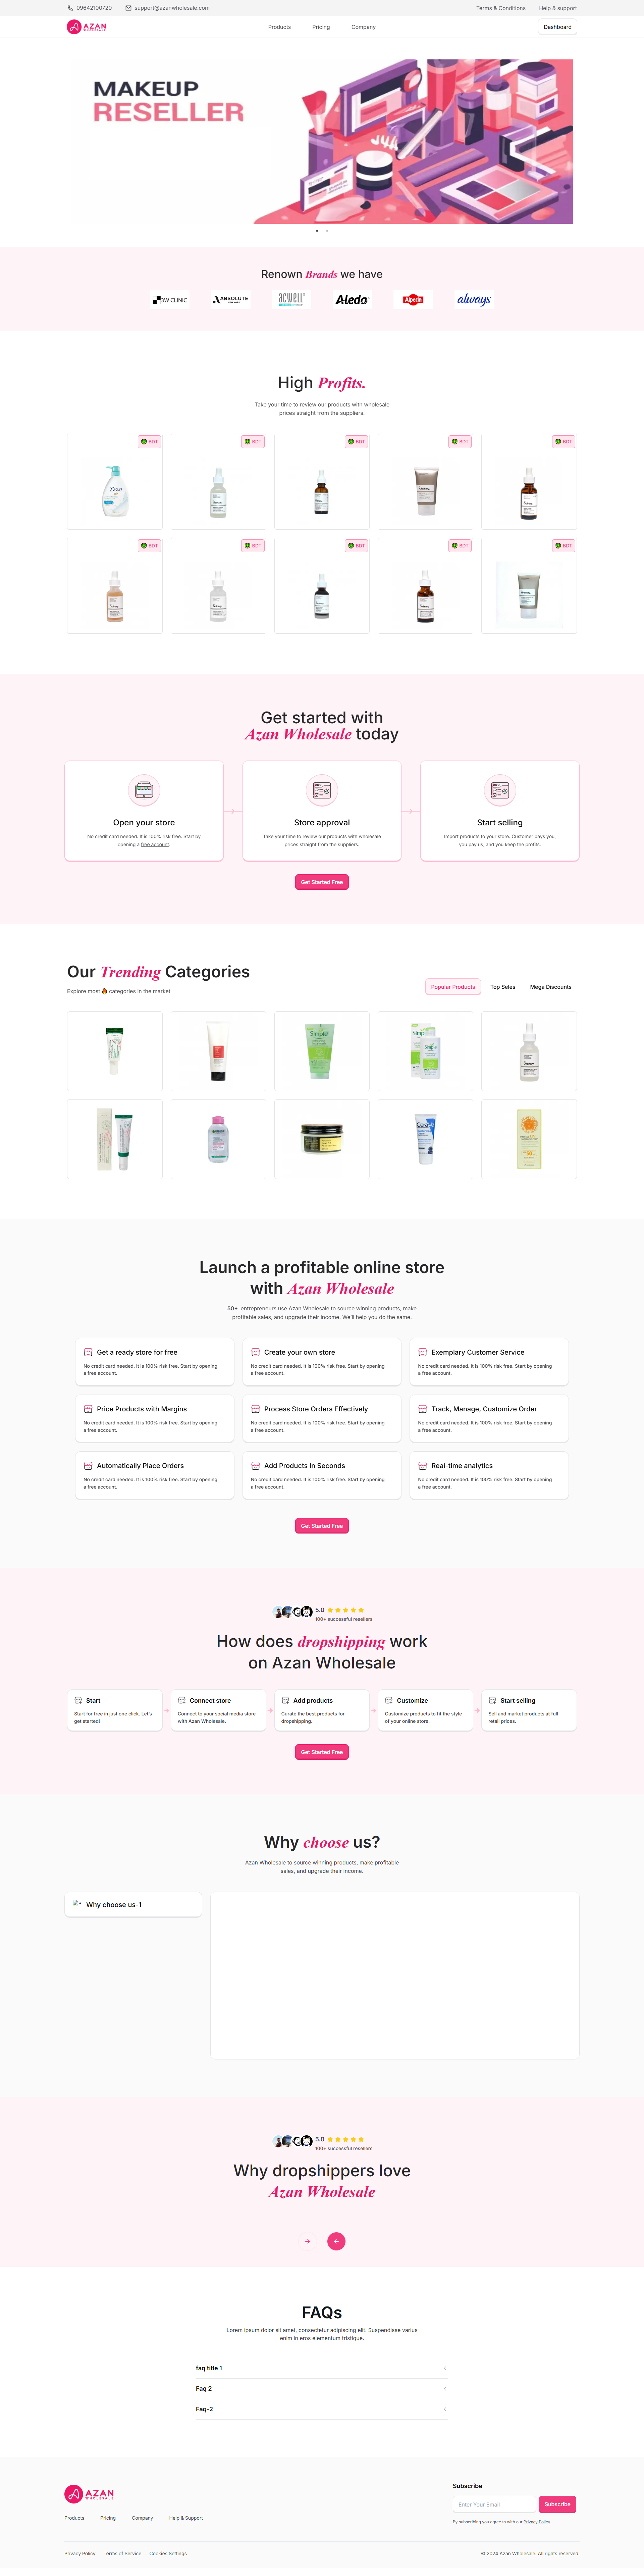 09642100720
support@azanwholesale.com
Terms & Conditions
Help & support
AZAN
WHOLESALE
Products
Pricing
Company
Dashboard
MAKEUP
RESELLER
Renown Brands we have
3W CLINIC
ABSOLUTE
acwell
Aleda
Alpecin
always
High Profits.
Take your time to review our products with wholesale
prices straight from the suppliers.
BDT
BDT
BDT
BDT
BDT
Dove
BDT
BDT
BDT
BDT
BDT
Get started with
Azan Wholesale today
Open your store
No credit card needed. It is 100% risk free. Start by
opening a free account.
Store approval
Take your time to review our products with wholesale
prices straight from the suppliers.
Start selling
Import products to your store. Customer pays you,
you pay us, and you keep the profits.
Get Started Free
Our Trending Categories
Explore most 🔥 categories in the market
Popular Products
Top Seles
Mega Discounts
Simple
Simple
CeraVe
Launch a profitable online store
with Azan Wholesale
50+ entrepreneurs use Azan Wholesale to source winning products, make
profitable sales, and upgrade their income. We'll help you do the same.
Get a ready store for free
No credit card needed. It is 100% risk free. Start by opening
a free account.
Create your own store
No credit card needed. It is 100% risk free. Start by opening
a free account.
Exemplary Customer Service
No credit card needed. It is 100% risk free. Start by opening
a free account.
Price Products with Margins
No credit card needed. It is 100% risk free. Start by opening
a free account.
Process Store Orders Effectively
No credit card needed. It is 100% risk free. Start by opening
a free account.
Track, Manage, Customize Order
No credit card needed. It is 100% risk free. Start by opening
a free account.
Automatically Place Orders
No credit card needed. It is 100% risk free. Start by opening
a free account.
Add Products In Seconds
No credit card needed. It is 100% risk free. Start by opening
a free account.
Real-time analytics
No credit card needed. It is 100% risk free. Start by opening
a free account.
Get Started Free
5.0
100+ successful resellers
How does dropshipping work
on Azan Wholesale
Start
Start for free in just one click. Let's
get started!
Connect store
Connect to your social media store
with Azan Wholesale.
Add products
Curate the best products for
dropshipping.
Customize
Customize products to fit the style
of your online store.
Start selling
Sell and market products at full
retail prices.
Get Started Free
Why choose us?
Azan Wholesale to source winning products, make profitable
sales, and upgrade their income.
Why choose us-1
5.0
100+ successful resellers
Why dropshippers love
Azan Wholesale
FAQs
Lorem ipsum dolor sit amet, consectetur adipiscing elit. Suspendisse varius
enim in eros elementum tristique.
faq title 1
Faq 2
Faq-2
AZAN
WHOLESALE
Products
Pricing
Company
Help & Support
Subscribe
Enter Your Email
Subscribe
By subscribing you agree to with our Privacy Policy
Privacy Policy
Terms of Service
Cookies Settings
© 2024 Azan Wholesale. All rights reserved.